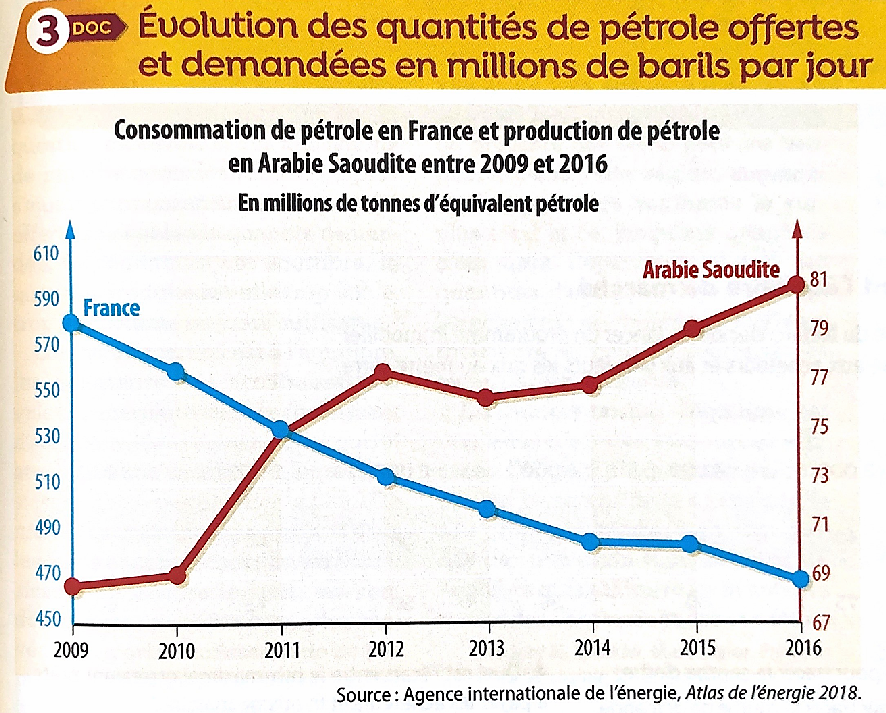 3 DOC Évolution des quantités de pétrole offertes
et demandées en millions de barils par jour
Consommation de pétrole en France et production de pétrole
en Arabie Saoudite entre 2009 et 2016
En millions de tonnes d'équivalent pétrole
610
590
570
550
530
510
490
470
450
France
Arabie Saoudite
81
79
77
75
73
71
69
67
2009 2010 2011 2012 2013 2014 2015 2016
Source : Agence internationale de l'énergie, Atlas de l'énergie 2018.